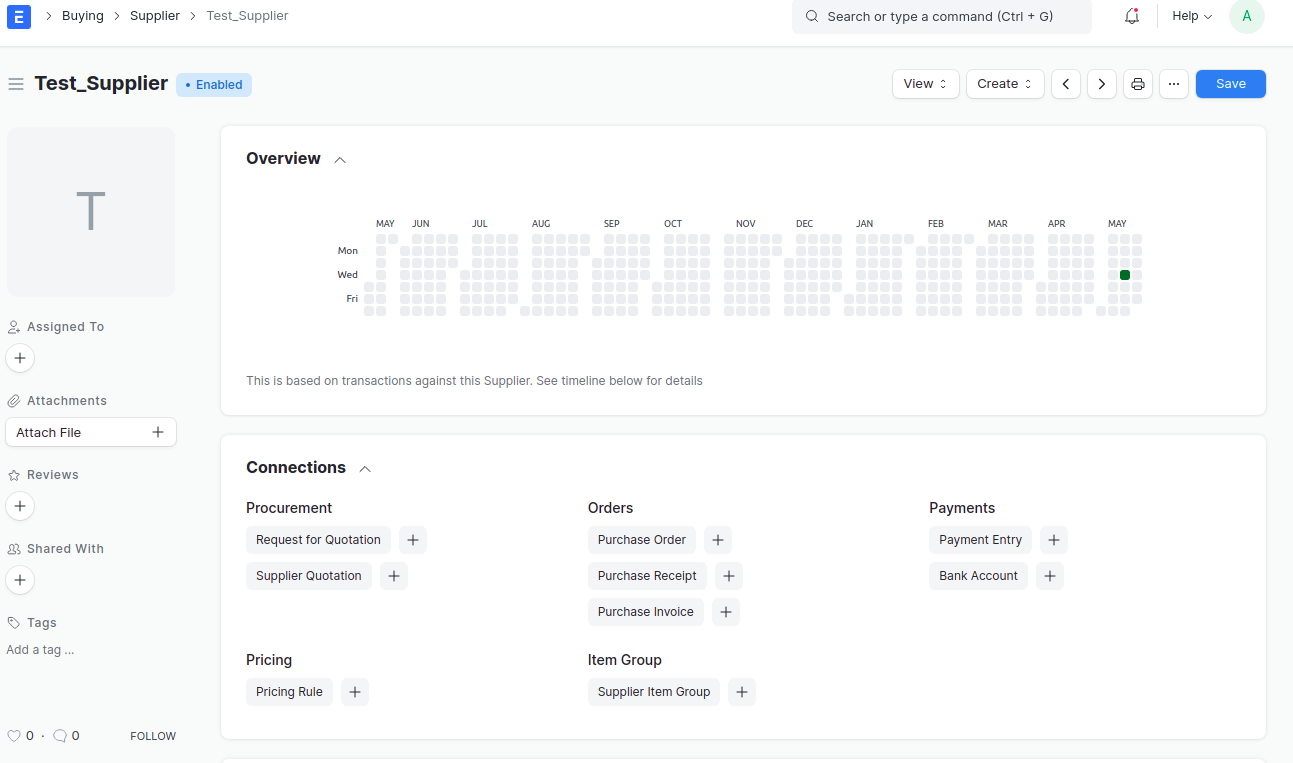 E Buying Supplier Test_Supplier
Search or type a command (Ctrl + G)
Help
A
Test_Supplier
Enabled
View
Create
Save
T
Assigned To
Attachments
Attach File
Reviews
Shared With
Tags
Add a tag ...
0 · 0 FOLLOW
Overview
MAY JUN JUL AUG SEP OCT NOV DEC JAN FEB MAR APR MAY
Mon
Wed
Fri
This is based on transactions against this Supplier. See timeline below for details
Connections
Procurement
Request for Quotation
Supplier Quotation
Orders
Purchase Order
Purchase Receipt
Purchase Invoice
Payments
Payment Entry
Bank Account
Pricing
Pricing Rule
Item Group
Supplier Item Group